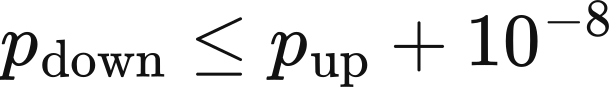 p_down ≤ p_up + 10⁻⁸